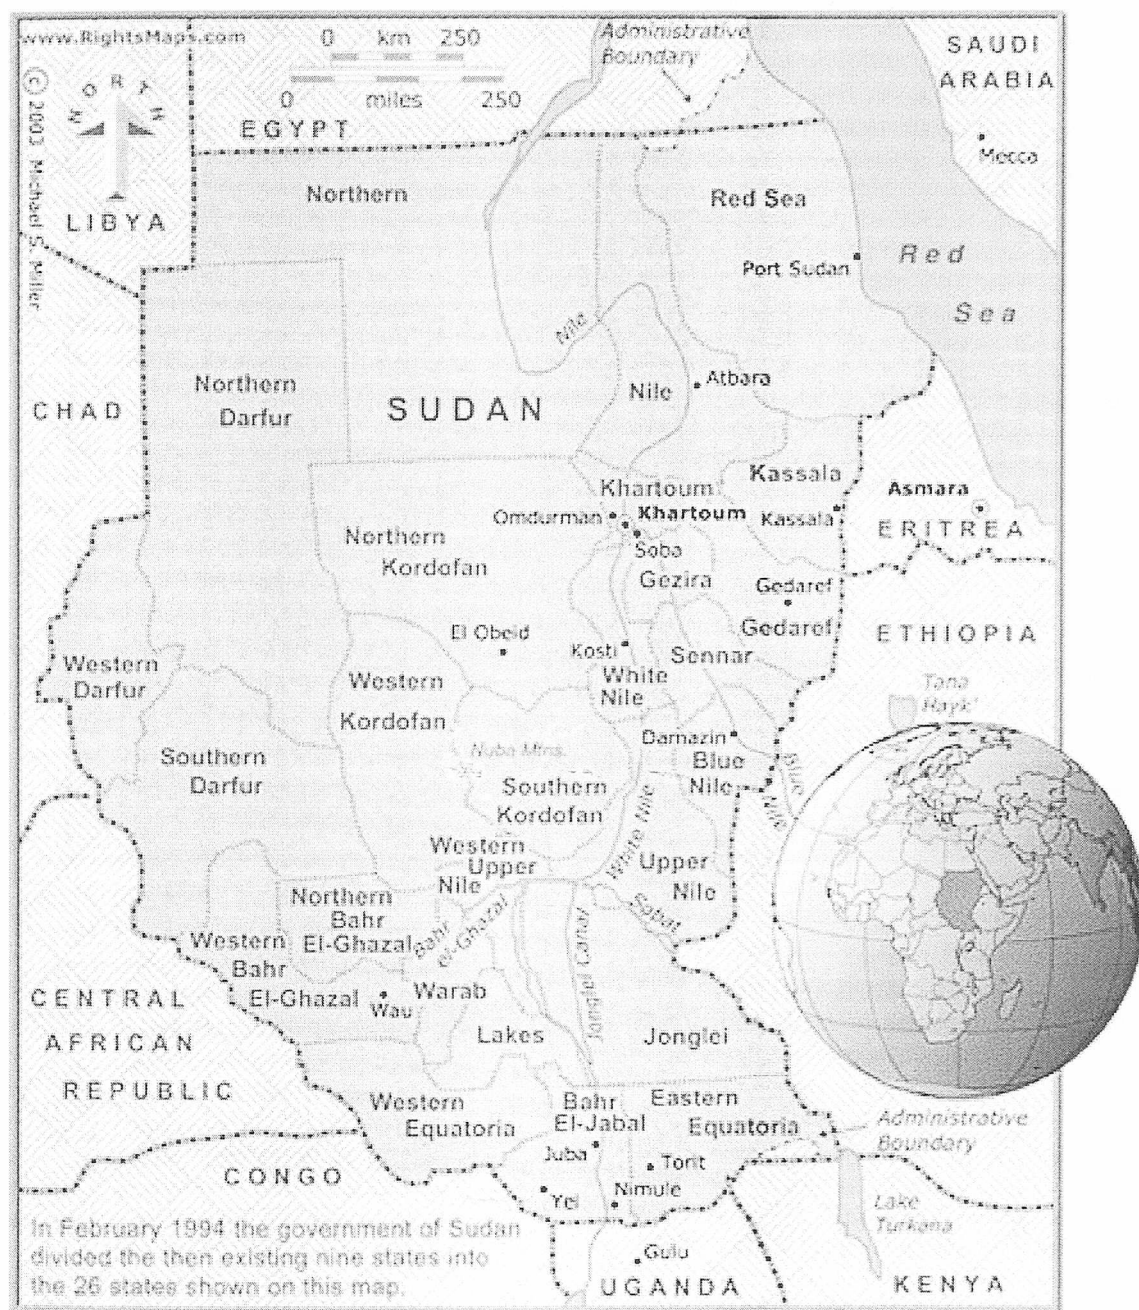 www.RightsMaps.com
0 km 250
0 miles 250
© 2003 Michael S. Miller
NORTH
Administrative
Boundary
SAUDI
ARABIA
Mecca
EGYPT
LIBYA
Northern
Red Sea
Port Sudan
Red
Sea
Nile
CHAD
Northern
Darfur
SUDAN
Nile
Atbara
Kassala
Khartoum
Omdurman
Khartoum
Kassala
Asmara
ERITREA
Soba
Northern
Kordofan
Gezira
Gedaref
Gedaref
ETHIOPIA
El Obeid
Kosti
Sennar
White
Nile
Western
Darfur
Western
Kordofan
Tana
Hayk'
Nuba Mtns.
Damazin
Blue
Nile
Blue
Nile
Southern
Darfur
Southern
Kordofan
White Nile
Western
Upper
Nile
Upper
Nile
Sobat
Northern
Bahr
El-Ghazal
Bahr
el-Ghazal
Jonglei Canal
Western
Bahr
El-Ghazal
Wau
Warab
Lakes
Jonglei
CENTRAL
AFRICAN
REPUBLIC
Western
Equatoria
Bahr
El-Jabal
Eastern
Equatoria
Administrative
Boundary
Juba
Torit
CONGO
Yei
Nimule
Lake
Turkana
In February 1994 the government of Sudan
divided the then existing nine states into
the 26 states shown on this map.
Gulu
UGANDA
KENYA